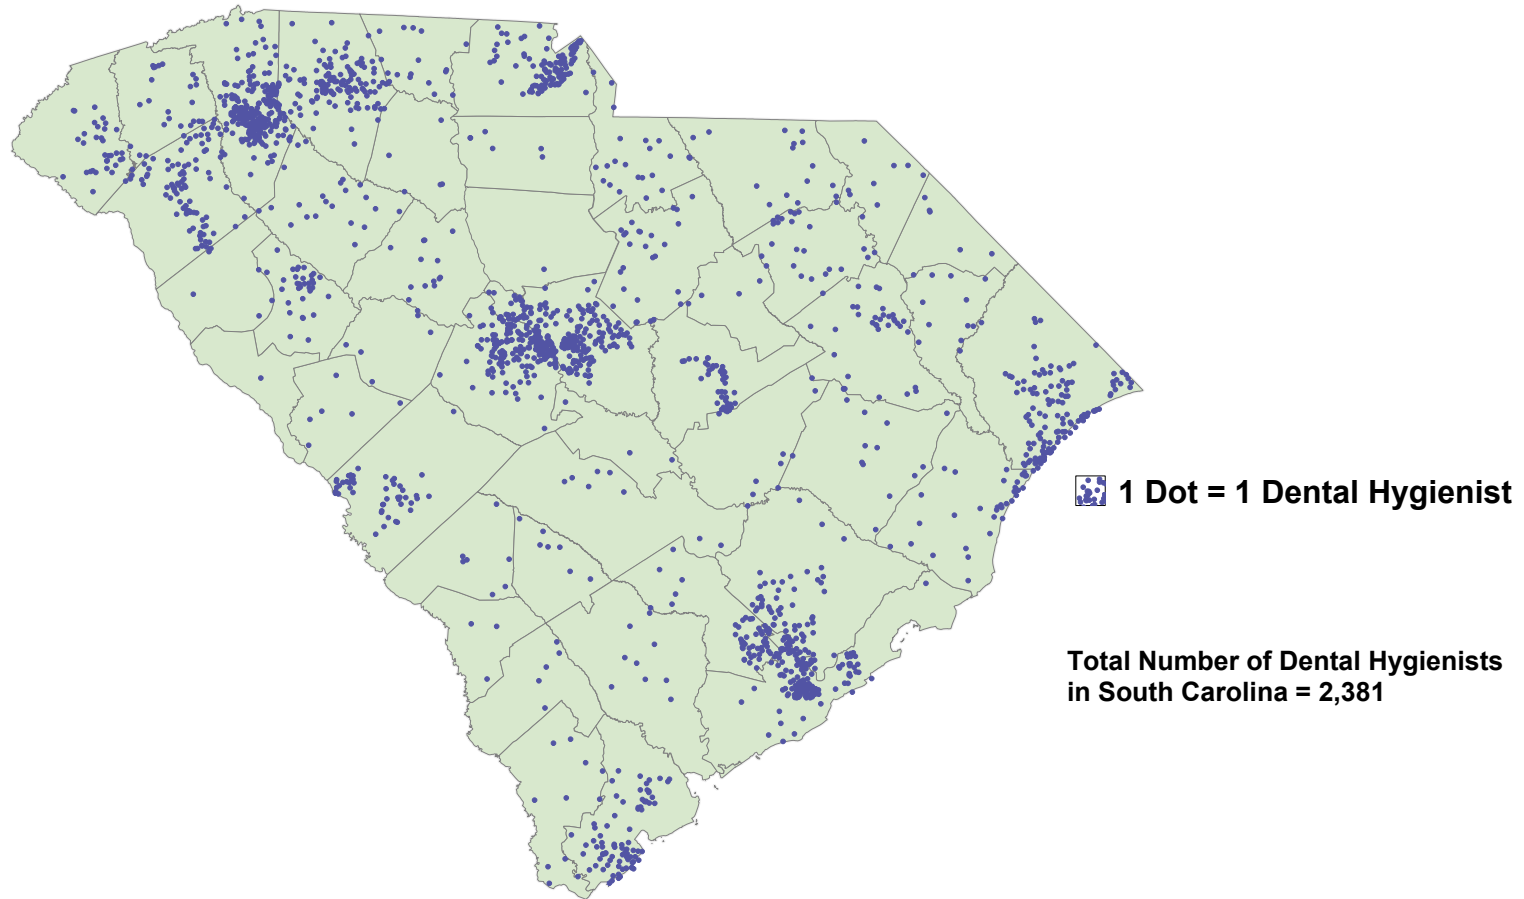 1 Dot = 1 Dental Hygienist
Total Number of Dental Hygienists
in South Carolina = 2,381